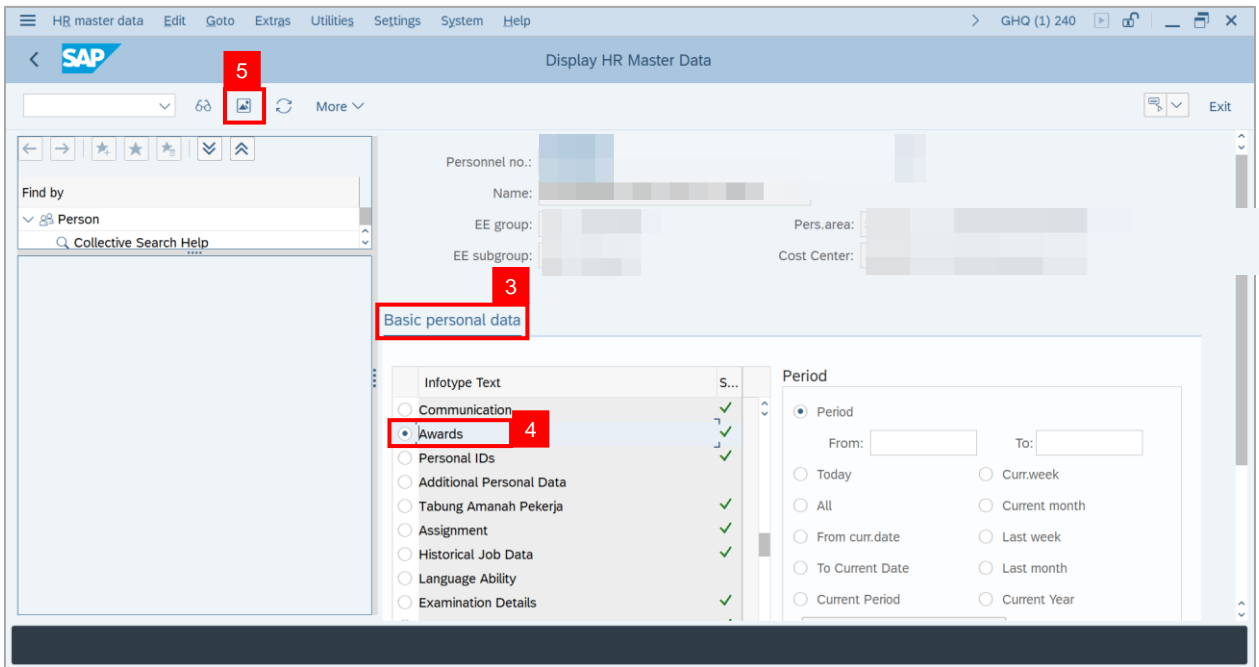 HR master data Edit Goto Extras Utilities Settings System Help GHQ (1) 240
SAP Display HR Master Data
5
More Exit
Personnel no.:
Find by
Name:
Person
EE group: Pers.area:
Collective Search Help
EE subgroup: Cost Center:
3
Basic personal data
Infotype Text S...
Period
Communication
Period
Awards 4
From: To:
Personal IDs
Today Curr.week
Additional Personal Data
Tabung Amanah Pekerja
All Current month
Assignment
From curr.date Last week
Historical Job Data
To Current Date Last month
Language Ability
Examination Details
Current Period Current Year